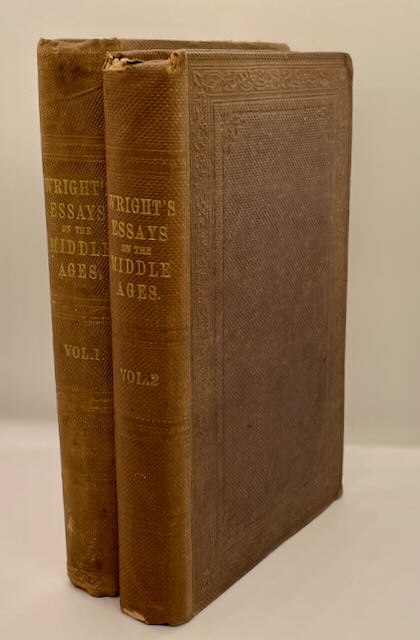 WRIGHT'S
ESSAYS
ON THE
MIDDLE
AGES.
VOL.1.
WRIGHT'S
ESSAYS
ON THE
MIDDLE
AGES.
VOL.2